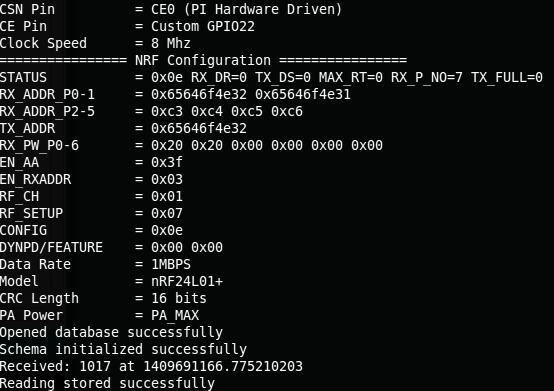 CSN Pin = CE0 (PI Hardware Driven)
CE Pin = Custom GPIO22
Clock Speed = 8 Mhz
================ NRF Configuration ================
STATUS = 0x0e RX_DR=0 TX_DS=0 MAX_RT=0 RX_P_NO=7 TX_FULL=0
RX_ADDR_P0-1 = 0x65646f4e32 0x65646f4e31
RX_ADDR_P2-5 = 0xc3 0xc4 0xc5 0xc6
TX_ADDR = 0x65646f4e32
RX_PW_P0-6 = 0x20 0x20 0x00 0x00 0x00 0x00
EN_AA = 0x3f
EN_RXADDR = 0x03
RF_CH = 0x01
RF_SETUP = 0x07
CONFIG = 0x0e
DYNPD/FEATURE = 0x00 0x00
Data Rate = 1MBPS
Model = nRF24L01+
CRC Length = 16 bits
PA Power = PA_MAX
Opened database successfully
Schema initialized successfully
Received: 1017 at 1409691166.775210203
Reading stored successfully